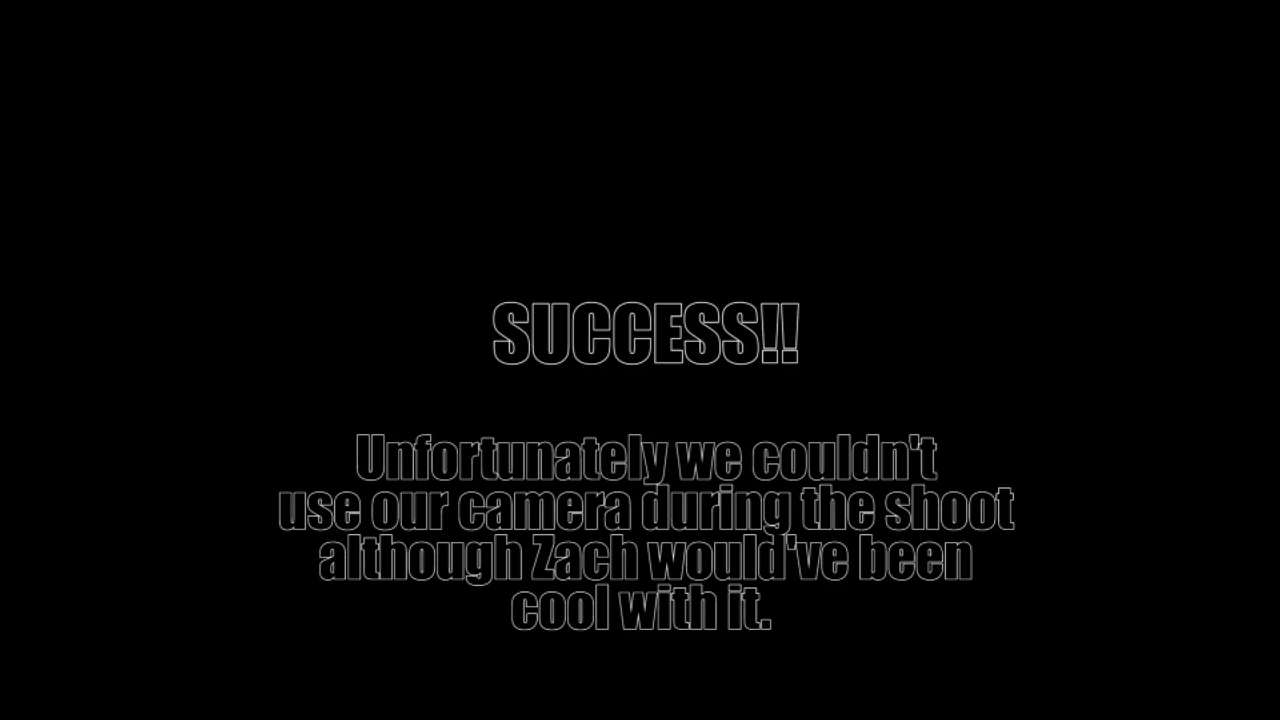 SUCCESS!!
Unfortunately we couldn't
use our camera during the shoot
although Zach would've been
cool with it.